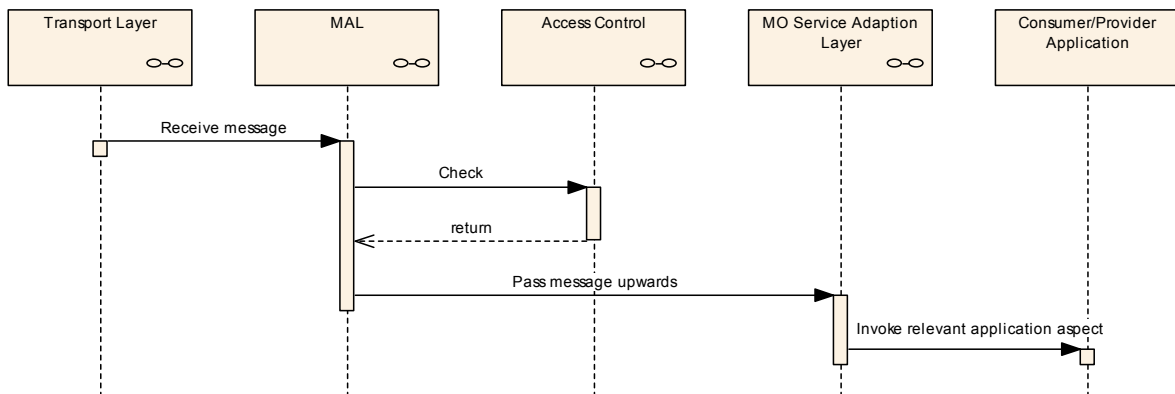 Transport Layer
MAL
Access Control
MO Service Adaption
Layer
Consumer/Provider
Application
Receive message
Check
return
Pass message upwards
Invoke relevant application aspect